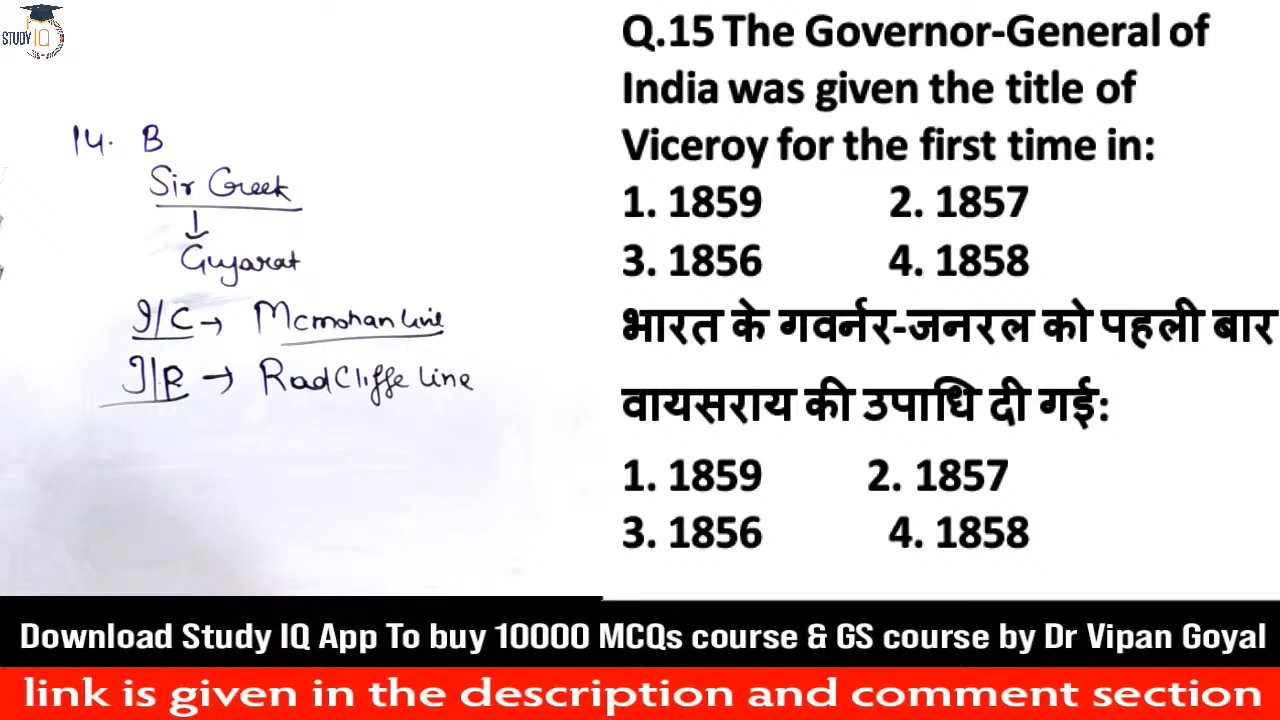 STUDY IQ
14. B
Sir Creek
Gujarat
I/C → Mcmohan line
I/P → Radcliffe line
Q.15 The Governor-General of
India was given the title of
Viceroy for the first time in:
1. 1859 2. 1857
3. 1856 4. 1858
भारत के गवर्नर-जनरल को पहली बार
वायसराय की उपाधि दी गई:
1. 1859 2. 1857
3. 1856 4. 1858
Download Study IQ App To buy 10000 MCQs course & GS course by Dr Vipan Goyal
link is given in the description and comment section